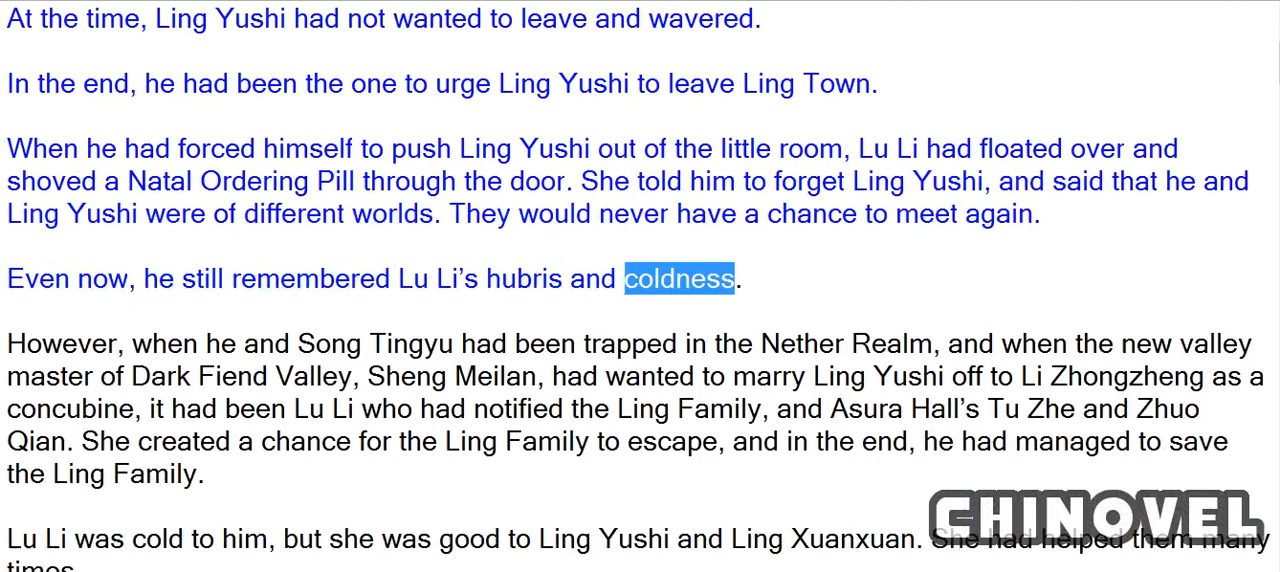 At the time, Ling Yushi had not wanted to leave and wavered.
In the end, he had been the one to urge Ling Yushi to leave Ling Town.
When he had forced himself to push Ling Yushi out of the little room, Lu Li had floated over and
shoved a Natal Ordering Pill through the door. She told him to forget Ling Yushi, and said that he and
Ling Yushi were of different worlds. They would never have a chance to meet again.
Even now, he still remembered Lu Li’s hubris and coldness.
However, when he and Song Tingyu had been trapped in the Nether Realm, and when the new valley
master of Dark Fiend Valley, Sheng Meilan, had wanted to marry Ling Yushi off to Li Zhongzheng as a
concubine, it had been Lu Li who had notified the Ling Family, and Asura Hall’s Tu Zhe and Zhuo
Qian. She created a chance for the Ling Family to escape, and in the end, he had managed to save
the Ling Family.
CHINOVEL
Lu Li was cold to him, but she was good to Ling Yushi and Ling Xuanxuan. She had helped them many
times.